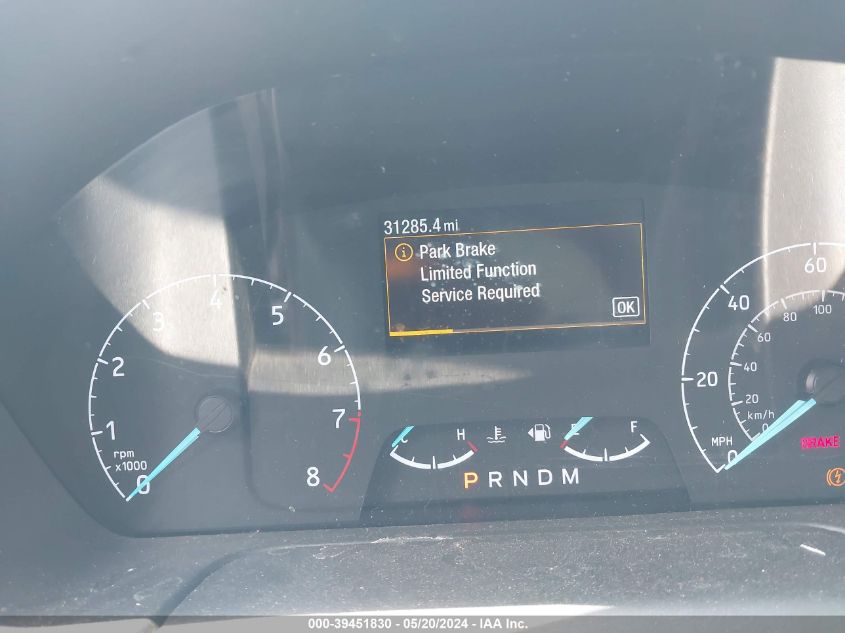 31285.4 mi
Park Brake
Limited Function
Service Required
OK
0 1 2 3 4 5 6 7 8
rpm
x1000
C H
E F
P R N D M
0 20 40 60
0 20 40 60 80 100
km/h
MPH
BRAKE
000-39451830 - 05/20/2024 - IAA Inc.